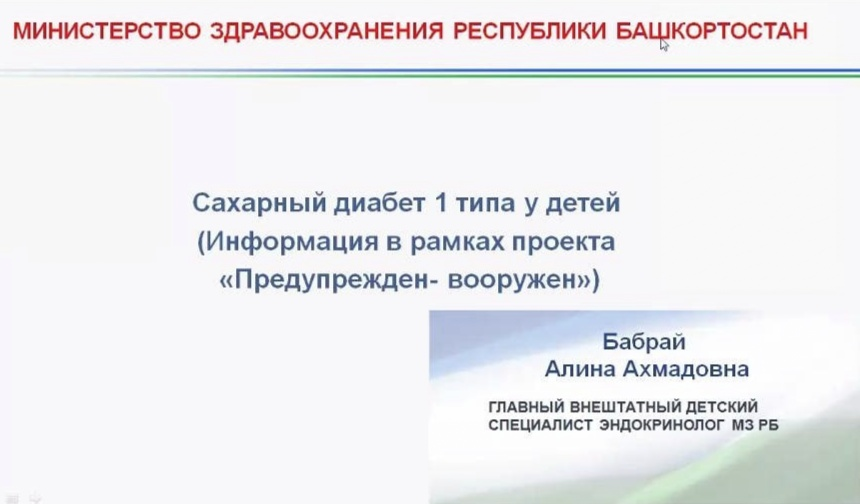 МИНИСТЕРСТВО ЗДРАВООХРАНЕНИЯ РЕСПУБЛИКИ БАШКОРТОСТАН
Сахарный диабет 1 типа у детей
(Информация в рамках проекта
«Предупрежден- вооружен»)
Бабрай
Алина Ахмадовна
ГЛАВНЫЙ ВНЕШТАТНЫЙ ДЕТСКИЙ
СПЕЦИАЛИСТ ЭНДОКРИНОЛОГ МЗ РБ